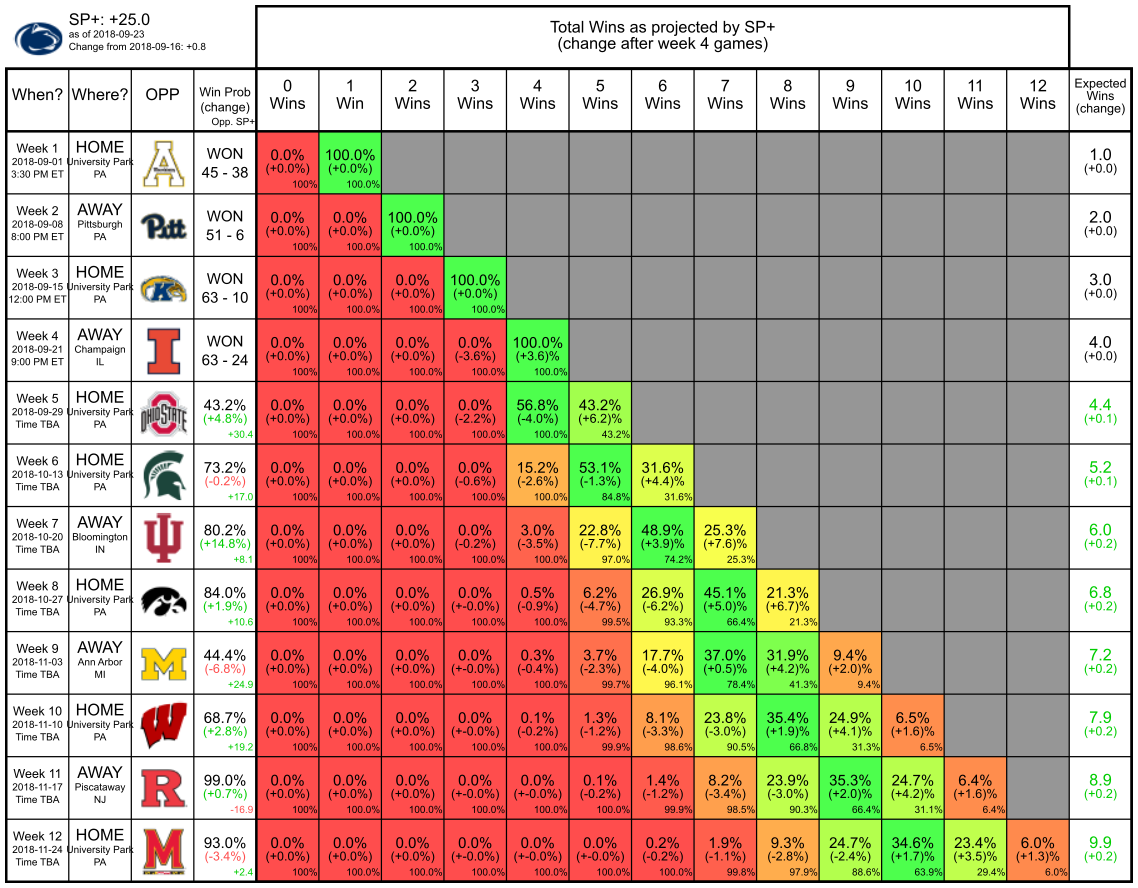 SP+: +25.0
as of 2018-09-23
Change from 2018-09-16: +0.8
Total Wins as projected by SP+
(change after week 4 games)
When? Where? OPP Win Prob (change) Opp. SP+ 0 Wins 1 Win 2 Wins 3 Wins 4 Wins 5 Wins 6 Wins 7 Wins 8 Wins 9 Wins 10 Wins 11 Wins 12 Wins Expected Wins (change)
Week 1 HOME A WON 0.0% 100.0% 1.0
2018-09-01 University Park 45 - 38 (+0.0%) (+0.0%) (+0.0)
3:30 PM ET PA 100% 100.0%
Week 2 AWAY Pitt WON 0.0% 0.0% 100.0% 2.0
2018-09-08 Pittsburgh 51 - 6 (+0.0%) (+0.0%) (+0.0%) (+0.0)
8:00 PM ET PA 100% 100.0% 100.0%
Week 3 HOME K WON 0.0% 0.0% 0.0% 100.0% 3.0
2018-09-15 University Park 63 - 10 (+0.0%) (+0.0%) (+0.0%) (+0.0%) (+0.0)
12:00 PM ET PA 100% 100.0% 100.0% 100.0%
Week 4 AWAY I WON 0.0% 0.0% 0.0% 0.0% 100.0% 4.0
2018-09-21 Champaign 63 - 24 (+0.0%) (+0.0%) (+0.0%) (-3.6%) (+3.6)% (+0.0)
9:00 PM ET IL 100% 100.0% 100.0% 100.0% 100.0%
Week 5 HOME OHIO STATE 43.2% 0.0% 0.0% 0.0% 0.0% 56.8% 43.2% 4.4
2018-09-29 University Park (+4.8%) (+0.0%) (+0.0%) (+0.0%) (-2.2%) (-4.0%) (+6.2)% (+0.1)
Time TBA PA +30.4 100% 100.0% 100.0% 100.0% 100.0% 43.2%
Week 6 HOME 73.2% 0.0% 0.0% 0.0% 0.0% 15.2% 53.1% 31.6% 5.2
2018-10-13 University Park (-0.2%) (+0.0%) (+0.0%) (+0.0%) (-0.6%) (-2.6%) (-1.3)% (+4.4)% (+0.1)
Time TBA PA +17.0 100% 100.0% 100.0% 100.0% 100.0% 84.8% 31.6%
Week 7 AWAY 80.2% 0.0% 0.0% 0.0% 0.0% 3.0% 22.8% 48.9% 25.3% 6.0
2018-10-20 Bloomington (+14.8%) (+0.0%) (+0.0%) (+0.0%) (-0.2%) (-3.5%) (-7.7%) (+3.9)% (+7.6)% (+0.2)
Time TBA IN +8.1 100% 100.0% 100.0% 100.0% 100.0% 97.0% 74.2% 25.3%
Week 8 HOME 84.0% 0.0% 0.0% 0.0% 0.0% 0.5% 6.2% 26.9% 45.1% 21.3% 6.8
2018-10-27 University Park (+1.9%) (+0.0%) (+0.0%) (+0.0%) (+-0.0%) (-0.9%) (-4.7%) (-6.2%) (+5.0)% (+6.7)% (+0.2)
Time TBA PA +10.6 100% 100.0% 100.0% 100.0% 100.0% 99.5% 93.3% 66.4% 21.3%
Week 9 AWAY M 44.4% 0.0% 0.0% 0.0% 0.0% 0.3% 3.7% 17.7% 37.0% 31.9% 9.4% 7.2
2018-11-03 Ann Arbor (-6.8%) (+0.0%) (+0.0%) (+0.0%) (+-0.0%) (-0.4%) (-2.3%) (-4.0%) (+0.5)% (+4.2)% (+2.0)% (+0.2)
Time TBA MI +24.9 100% 100.0% 100.0% 100.0% 100.0% 99.7% 96.1% 78.4% 41.3% 9.4%
Week 10 HOME W 68.7% 0.0% 0.0% 0.0% 0.0% 0.1% 1.3% 8.1% 23.8% 35.4% 24.9% 6.5% 7.9
2018-11-10 University Park (+2.8%) (+0.0%) (+0.0%) (+0.0%) (+-0.0%) (-0.2%) (-1.2%) (-3.3%) (-3.0%) (+1.9)% (+4.1)% (+1.6)% (+0.2)
Time TBA PA +19.2 100% 100.0% 100.0% 100.0% 100.0% 99.9% 98.6% 90.5% 66.8% 31.3% 6.5%
Week 11 AWAY R 99.0% 0.0% 0.0% 0.0% 0.0% 0.0% 0.1% 1.4% 8.2% 23.9% 35.3% 24.7% 6.4% 8.9
2018-11-17 Piscataway (+0.7%) (+0.0%) (+0.0%) (+0.0%) (+-0.0%) (+-0.0%) (-0.2%) (-1.2%) (-3.4%) (-3.0%) (+2.0)% (+4.2)% (+1.6)% (+0.2)
Time TBA NJ -16.9 100% 100.0% 100.0% 100.0% 100.0% 100.0% 99.9% 98.5% 90.3% 66.4% 31.1% 6.4%
Week 12 HOME M 93.0% 0.0% 0.0% 0.0% 0.0% 0.0% 0.0% 0.2% 1.9% 9.3% 24.7% 34.6% 23.4% 6.0% 9.9
2018-11-24 University Park (-3.4%) (+0.0%) (+0.0%) (+0.0%) (+-0.0%) (+-0.0%) (+-0.0%) (-0.2%) (-1.1%) (-2.8%) (-2.4%) (+1.7)% (+3.5)% (+1.3)% (+0.2)
Time TBA PA +2.4 100% 100.0% 100.0% 100.0% 100.0% 100.0% 100.0% 99.8% 97.9% 88.6% 63.9% 29.4% 6.0%